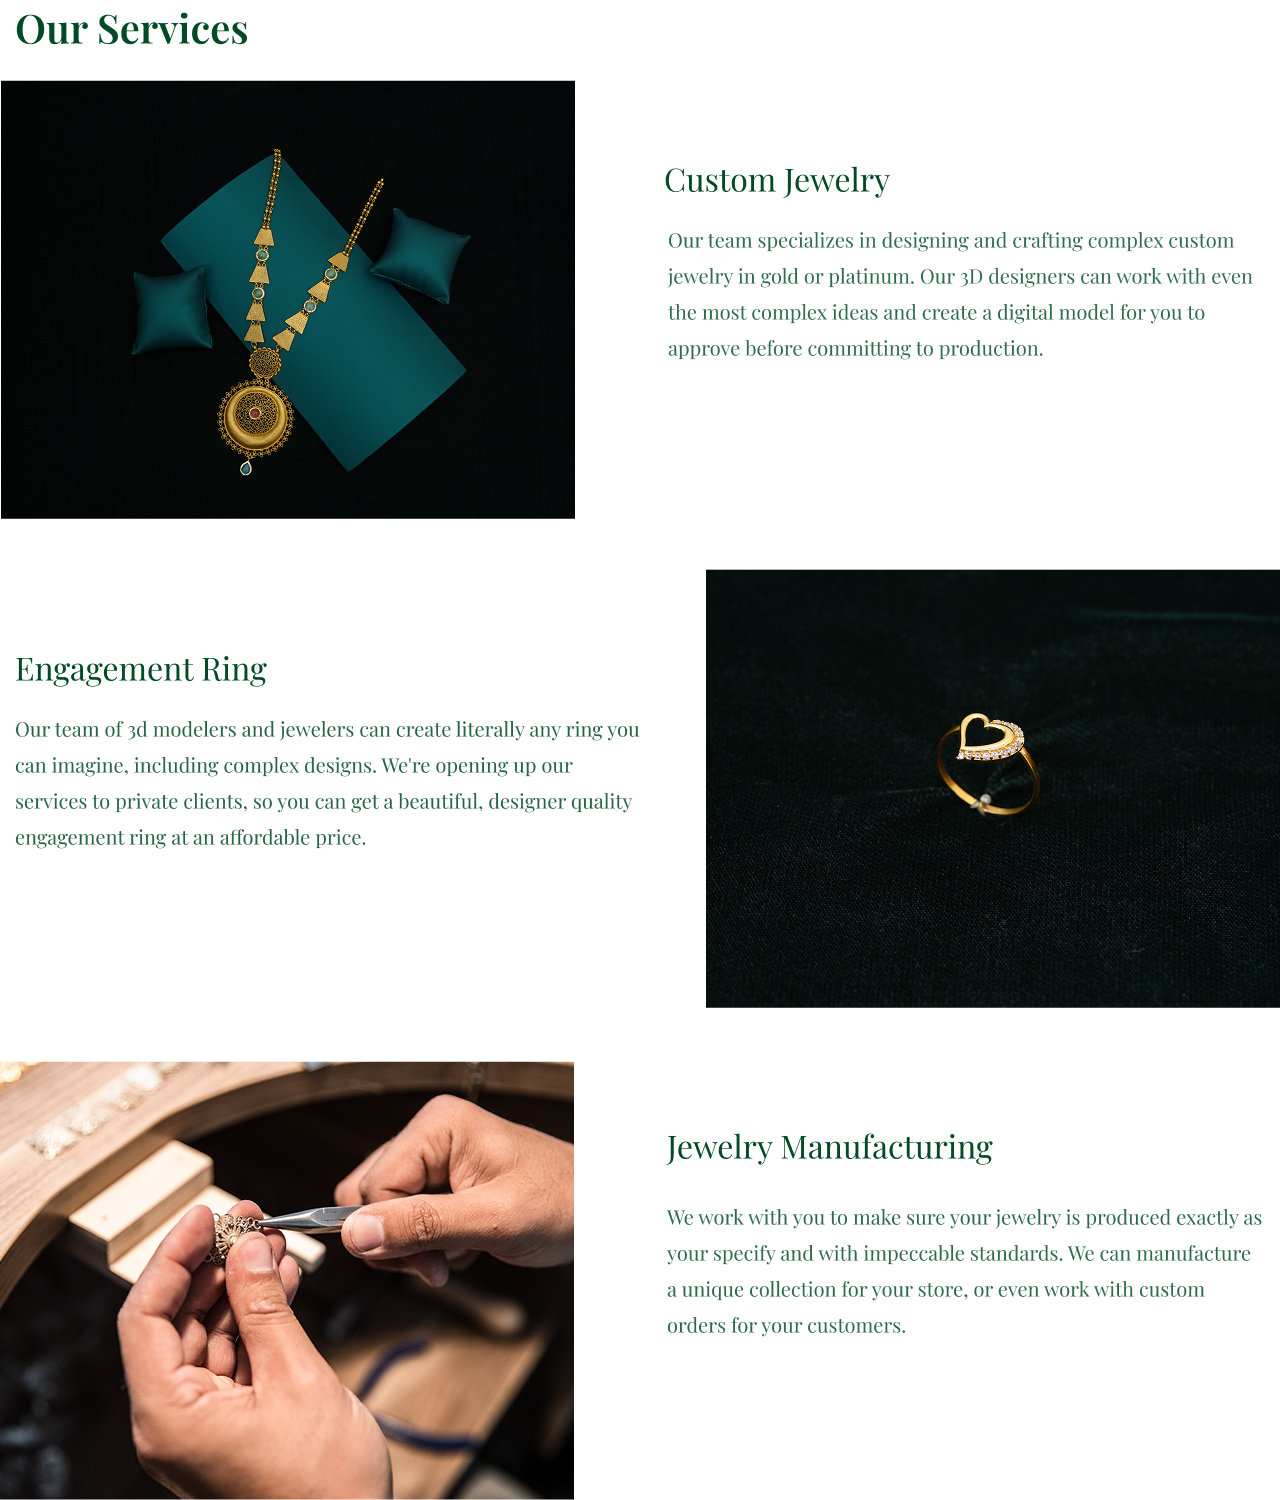 Our Services
Custom Jewelry
Our team specializes in designing and crafting complex custom
jewelry in gold or platinum. Our 3D designers can work with even
the most complex ideas and create a digital model for you to
approve before committing to production.
Engagement Ring
Our team of 3d modelers and jewelers can create literally any ring you
can imagine, including complex designs. We're opening up our
services to private clients, so you can get a beautiful, designer quality
engagement ring at an affordable price.
Jewelry Manufacturing
We work with you to make sure your jewelry is produced exactly as
your specify and with impeccable standards. We can manufacture
a unique collection for your store, or even work with custom
orders for your customers.